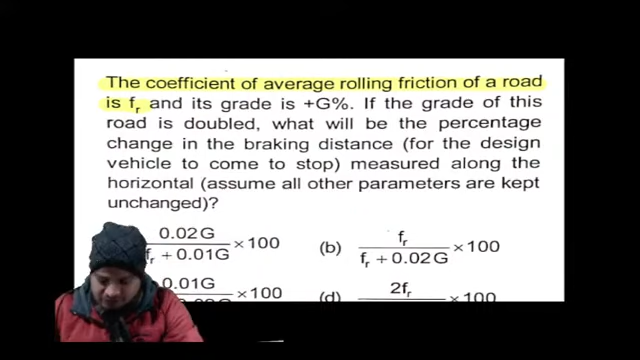 The coefficient of average rolling friction of a road
is fr and its grade is +G%. If the grade of this
road is doubled, what will be the percentage
change in the braking distance (for the design
vehicle to come to stop) measured along the
horizontal (assume all other parameters are kept
unchanged)?
0.02G
fr + 0.01G ×100
(b) fr
fr + 0.02G ×100
0.01G
×100
(d) 2fr
×100